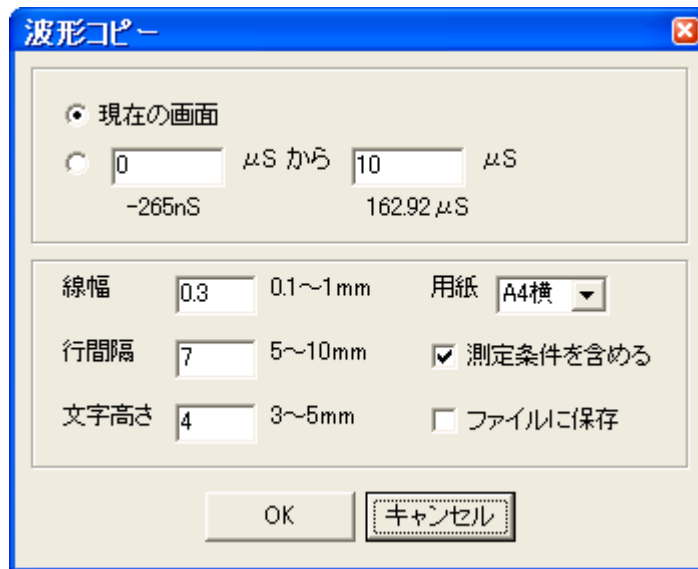 波形コピー
現在の画面
0 μS から 10 μS
-265nS 162.92μS
線幅 0.3 0.1～1mm 用紙 A4横
行間隔 7 5～10mm 測定条件を含める
文字高さ 4 3～5mm ファイルに保存
OK キャンセル